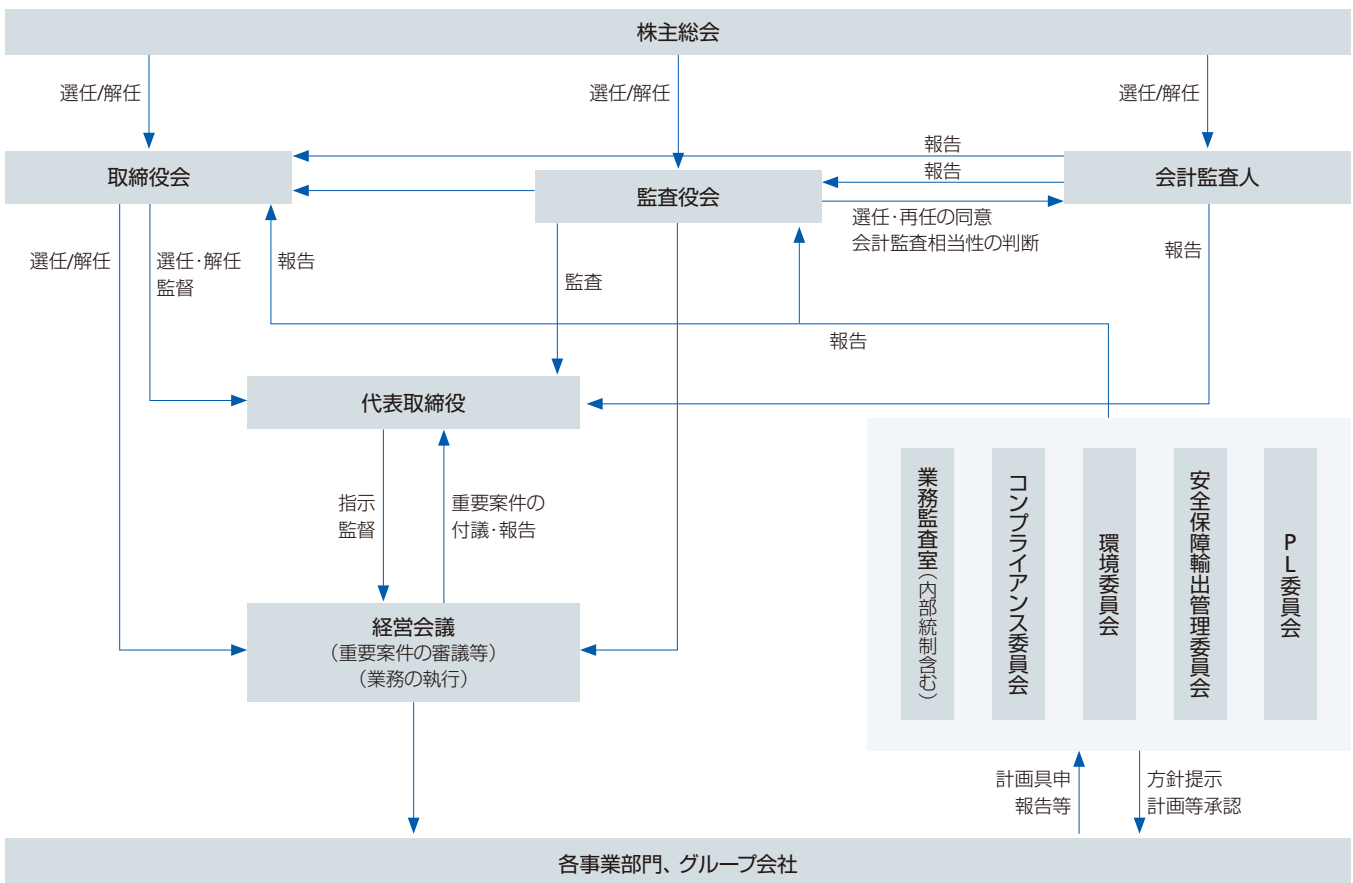 株主総会
選任/解任
選任/解任
選任/解任
報告
取締役会
報告
会計監査人
監査役会
選任・再任の同意
会計監査相当性の判断
選任/解任
選任・解任
監督
報告
監査
報告
報告
代表取締役
指示
監督
重要案件の
付議・報告
業務監査室(内部統制含む)
コンプライアンス委員会
環境委員会
安全保障輸出管理委員会
PL委員会
経営会議
(重要案件の審議等)
(業務の執行)
計画具申
報告等
方針提示
計画等承認
各事業部門、グループ会社